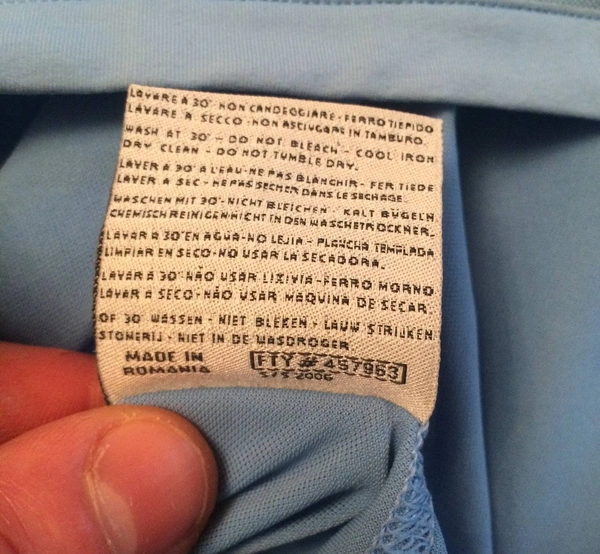 LAVARE A 30° NON CANDEGGIARE - FERRO TIEPIDO
LAVARE A SECCO - NON ASCIUGARE IN TAMBURO.
WASH AT 30° - DO NOT BLEACH - COOL IRON
DRY CLEAN - DO NOT TUMBLE DRY.
LAVER A 30° A L'EAU - NE PAS BLANCHIR - FER TIEDE
LAVER A SEC - NE PAS SECHER DANS LE SECHAGE.
WASCHEN MIT 30° - NICHT BLEICHEN - KALT BÜGELN
CHEMISCH REINIGEN NICHT IN DEN WASCHETROCKNER.
LAVAR A 30° EN AGUA - NO LEJIA - PLANCHA TEMPLADA
LIMPIAR EN SECO - NO USAR LA SECADORA.
LAVAR A 30° NÃO USAR LIXIVIA - FERRO MORNO
LAVAR A SECO - NÃO USAR MAQUINA DE SECAR.
OF 30° WASSEN - NIET BLEKEN - LAUW STRIJKEN
STOMERIJ - NIET IN DE WASDROGER
MADE IN
ROMANIA
FTY # 457963
2006